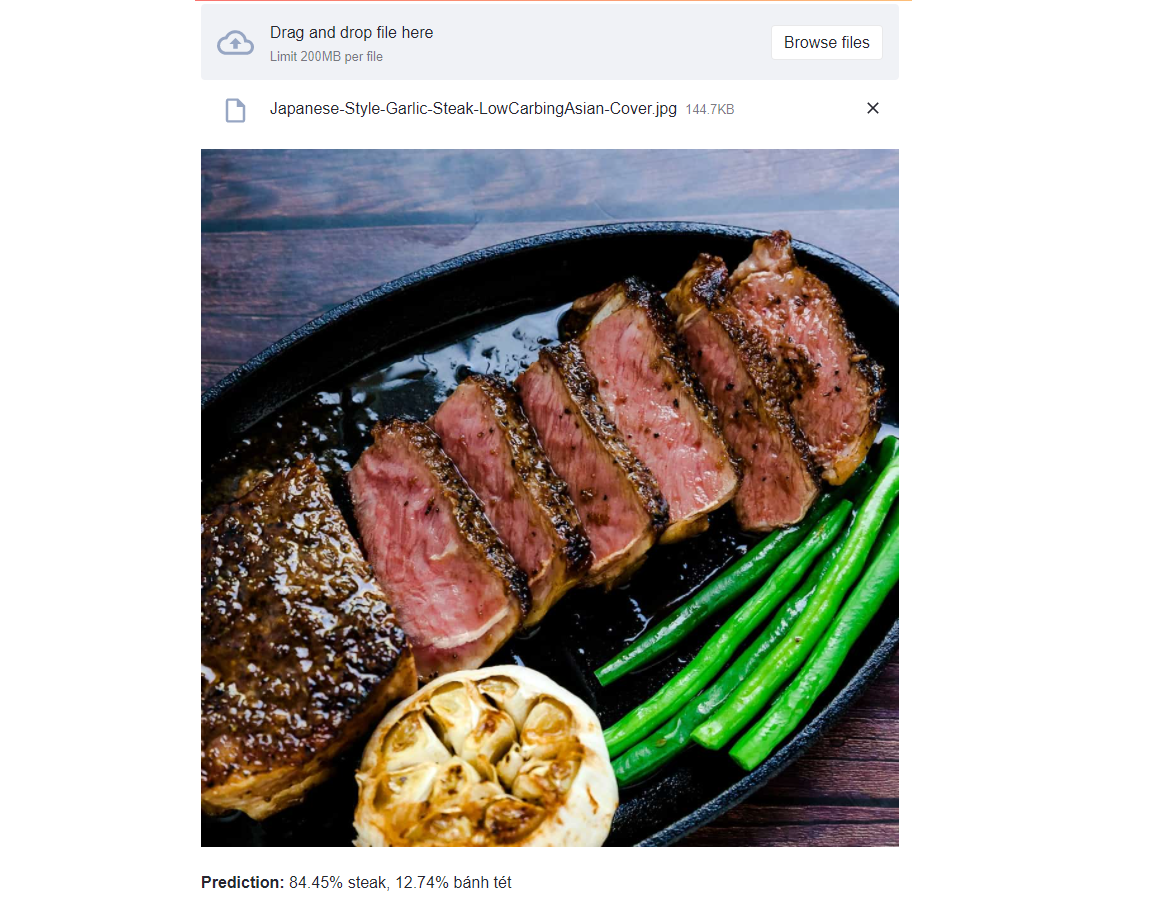 Drag and drop file here
Limit 200MB per file
Browse files
Japanese-Style-Garlic-Steak-LowCarbingAsian-Cover.jpg 144.7KB
Prediction: 84.45% steak, 12.74% bánh tét